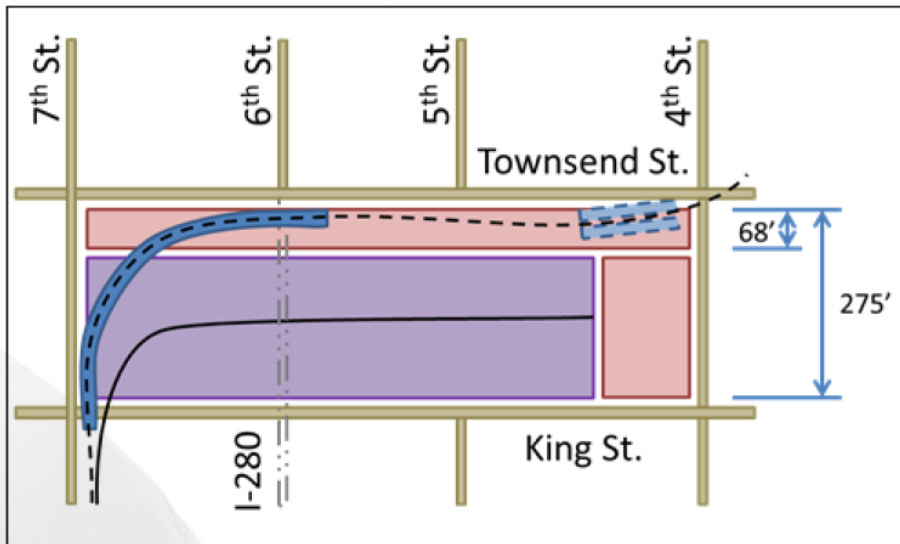 7th St.
6th St.
5th St.
4th St.
Townsend St.
68’
275’
I-280
King St.